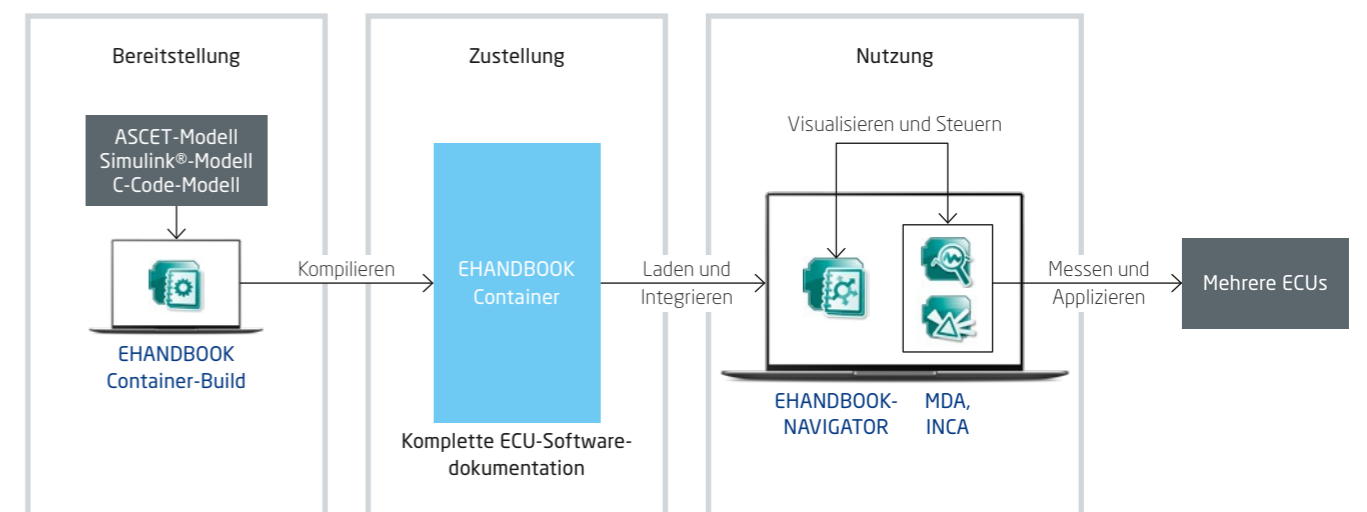 Bereitstellung
ASCET-Modell
Simulink®-Modell
C-Code-Modell
EHANDBOOK
Container-Build
Kompilieren
Zustellung
EHANDBOOK
Container
Komplette ECU-Software-
dokumentation
Laden und
Integrieren
Nutzung
Visualisieren und Steuern
EHANDBOOK-
NAVIGATOR
MDA,
INCA
Messen und
Applizieren
Mehrere ECUs